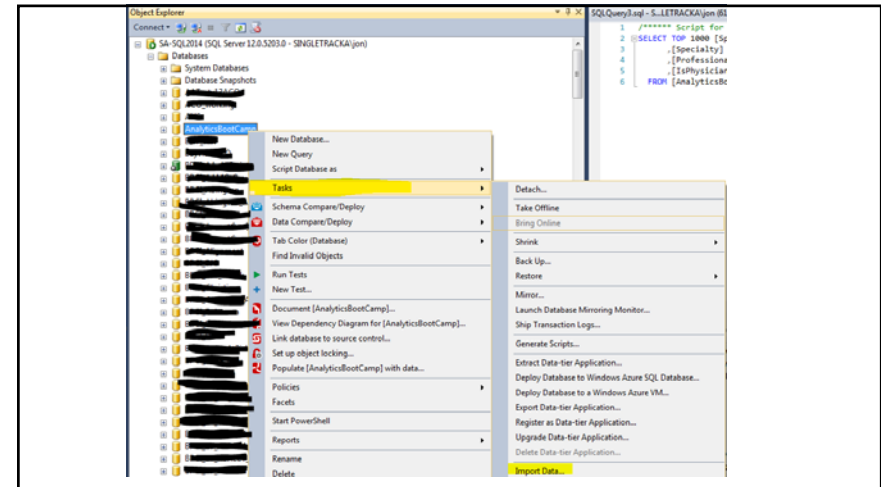 Object Explorer
Connect
SA-SQL2014 (SQL Server 12.0.5203.0 - SINGLETRACKA\jon)
Databases
System Databases
Database Snapshots
AnalyticsBootCamp
New Database...
New Query
Script Database as
Tasks
Schema Compare/Deploy
Data Compare/Deploy
Tab Color (Database)
Find Invalid Objects
Run Tests
New Test...
Document [AnalyticsBootCamp]...
View Dependency Diagram for [AnalyticsBootCamp]...
Link database to source control...
Set up object locking...
Populate [AnalyticsBootCamp] with data...
Policies
Facets
Start PowerShell
Reports
Rename
Delete
Detach...
Take Offline
Bring Online
Shrink
Back Up...
Restore
Mirror...
Launch Database Mirroring Monitor...
Ship Transaction Logs...
Generate Scripts...
Extract Data-tier Application...
Deploy Database to Windows Azure SQL Database...
Deploy Database to a Windows Azure VM...
Export Data-tier Application...
Register as Data-tier Application...
Upgrade Data-tier Application...
Delete Data-tier Application...
Import Data...
SQLQuery3.sql - S...LETRACKA\jon (61
1 /****** Script for
2 SELECT TOP 1000 [Sp
3 ,[Specialty]
4 ,[Professiona
5 ,[IsPhysician
6 FROM [AnalyticsBo